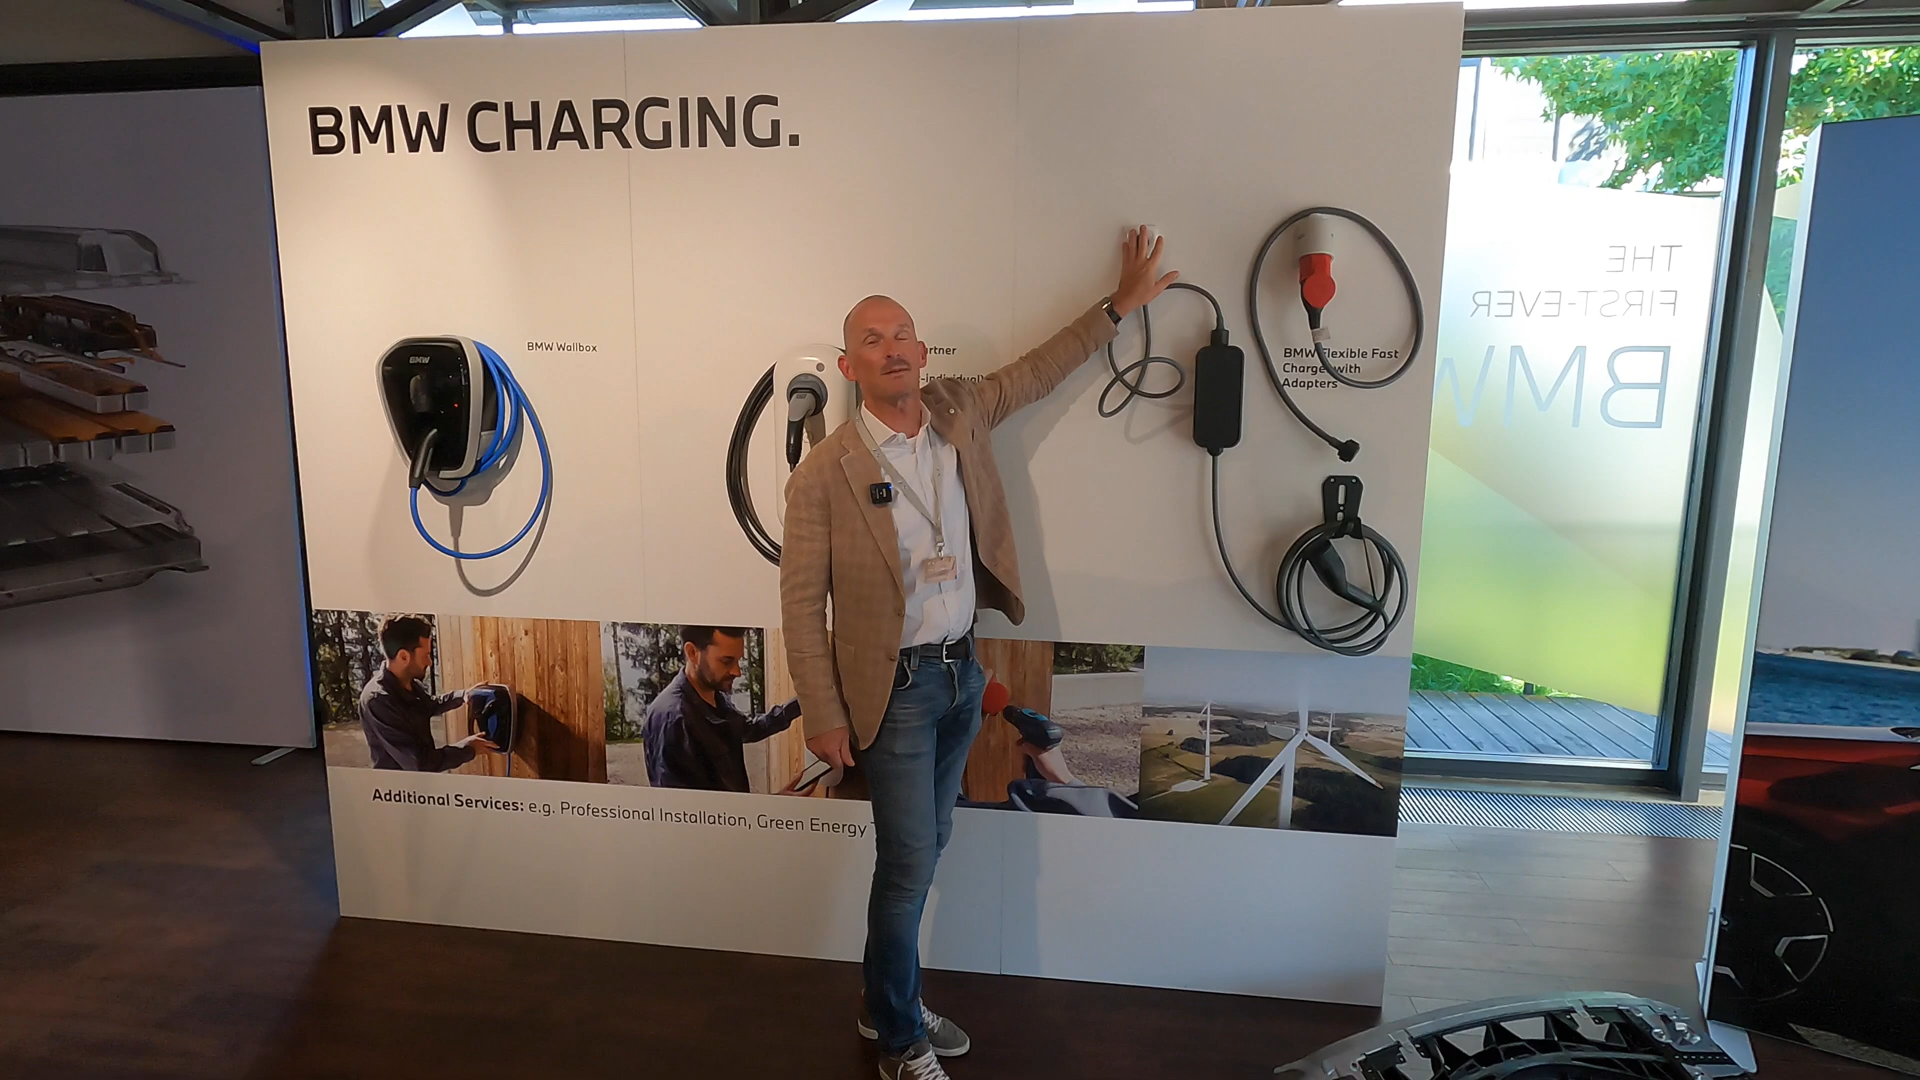 BMW CHARGING.
BMW
BMW Wallbox
BMW Flexible Fast
Charger with
Adapters
Additional Services: e.g. Professional Installation, Green Energy
THE
FIRST-EVER
BMW